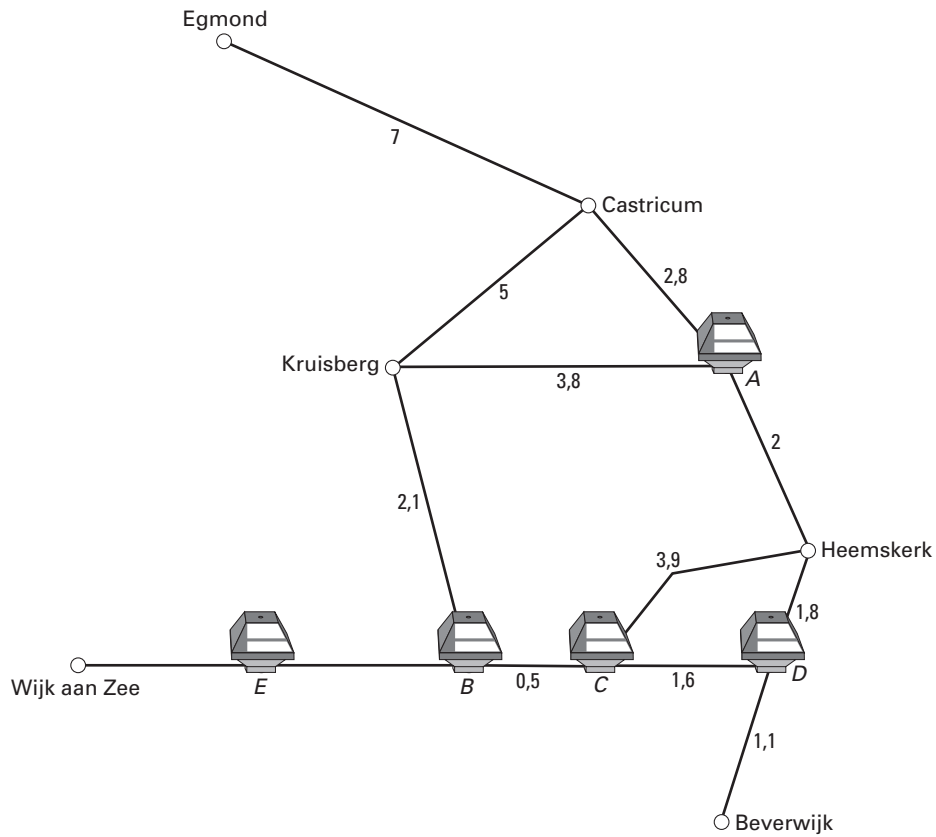 Egmond
7
Castricum
2,8
5
Kruisberg
3,8
A
2
2,1
Heemskerk
3,9
1,8
Wijk aan Zee
E
B
0,5
C
1,6
D
1,1
Beverwijk